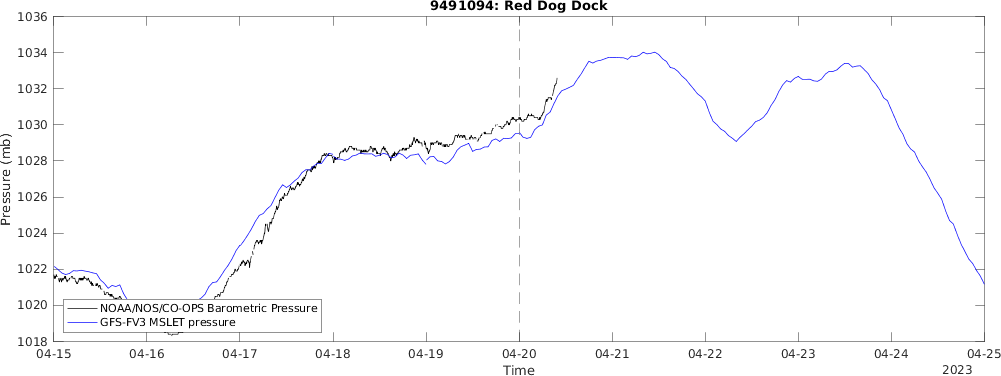 9491094: Red Dog Dock
Pressure (mb)
1036
1034
1032
1030
1028
1026
1024
1022
1020
1018
NOAA/NOS/CO-OPS Barometric Pressure
GFS-FV3 MSLET pressure
04-15 04-16 04-17 04-18 04-19 04-20 04-21 04-22 04-23 04-24 04-25
Time
2023